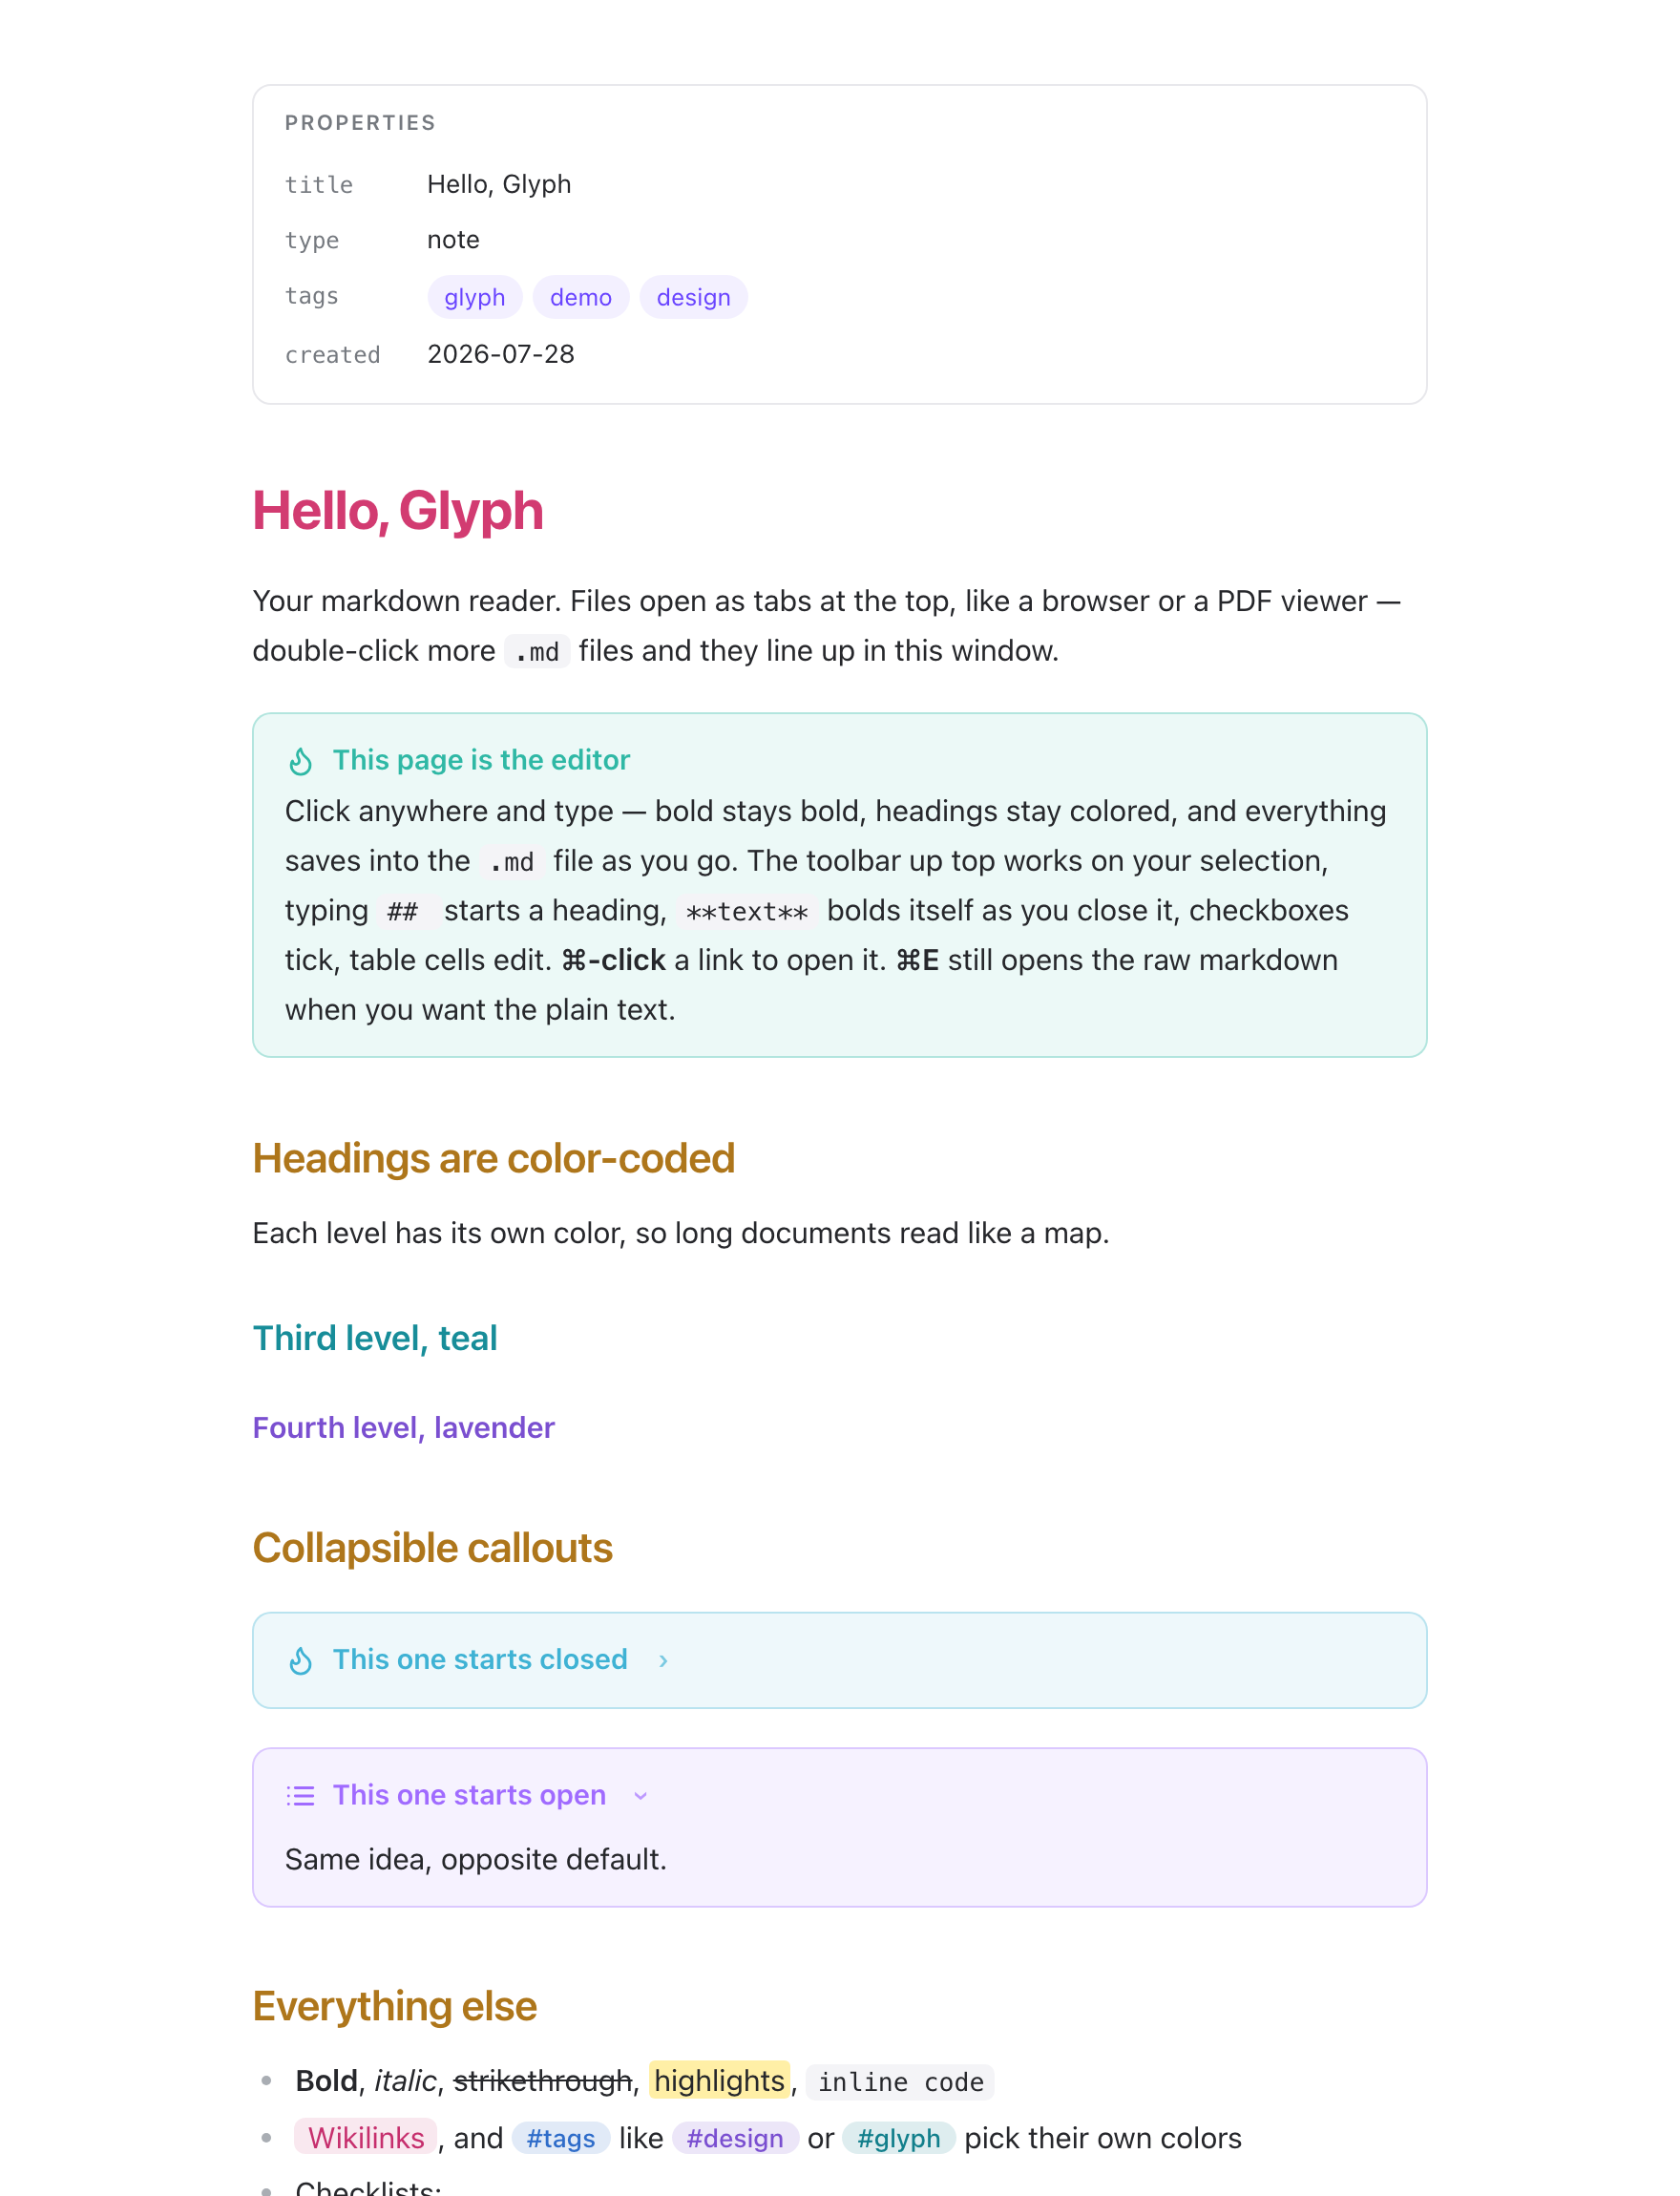 PROPERTIES
title Hello, Glyph
type note
tags glyph demo design
created 2026-07-28
Hello, Glyph
Your markdown reader. Files open as tabs at the top, like a browser or a PDF viewer —
double-click more .md files and they line up in this window.
This page is the editor
Click anywhere and type — bold stays bold, headings stay colored, and everything
saves into the .md file as you go. The toolbar up top works on your selection,
typing ## starts a heading, **text** bolds itself as you close it, checkboxes
tick, table cells edit. ⌘-click a link to open it. ⌘E still opens the raw markdown
when you want the plain text.
Headings are color-coded
Each level has its own color, so long documents read like a map.
Third level, teal
Fourth level, lavender
Collapsible callouts
This one starts closed ›
This one starts open
Same idea, opposite default.
Everything else
• Bold, italic, strikethrough, highlights, inline code
• Wikilinks, and #tags like #design or #glyph pick their own colors
• Checklists: